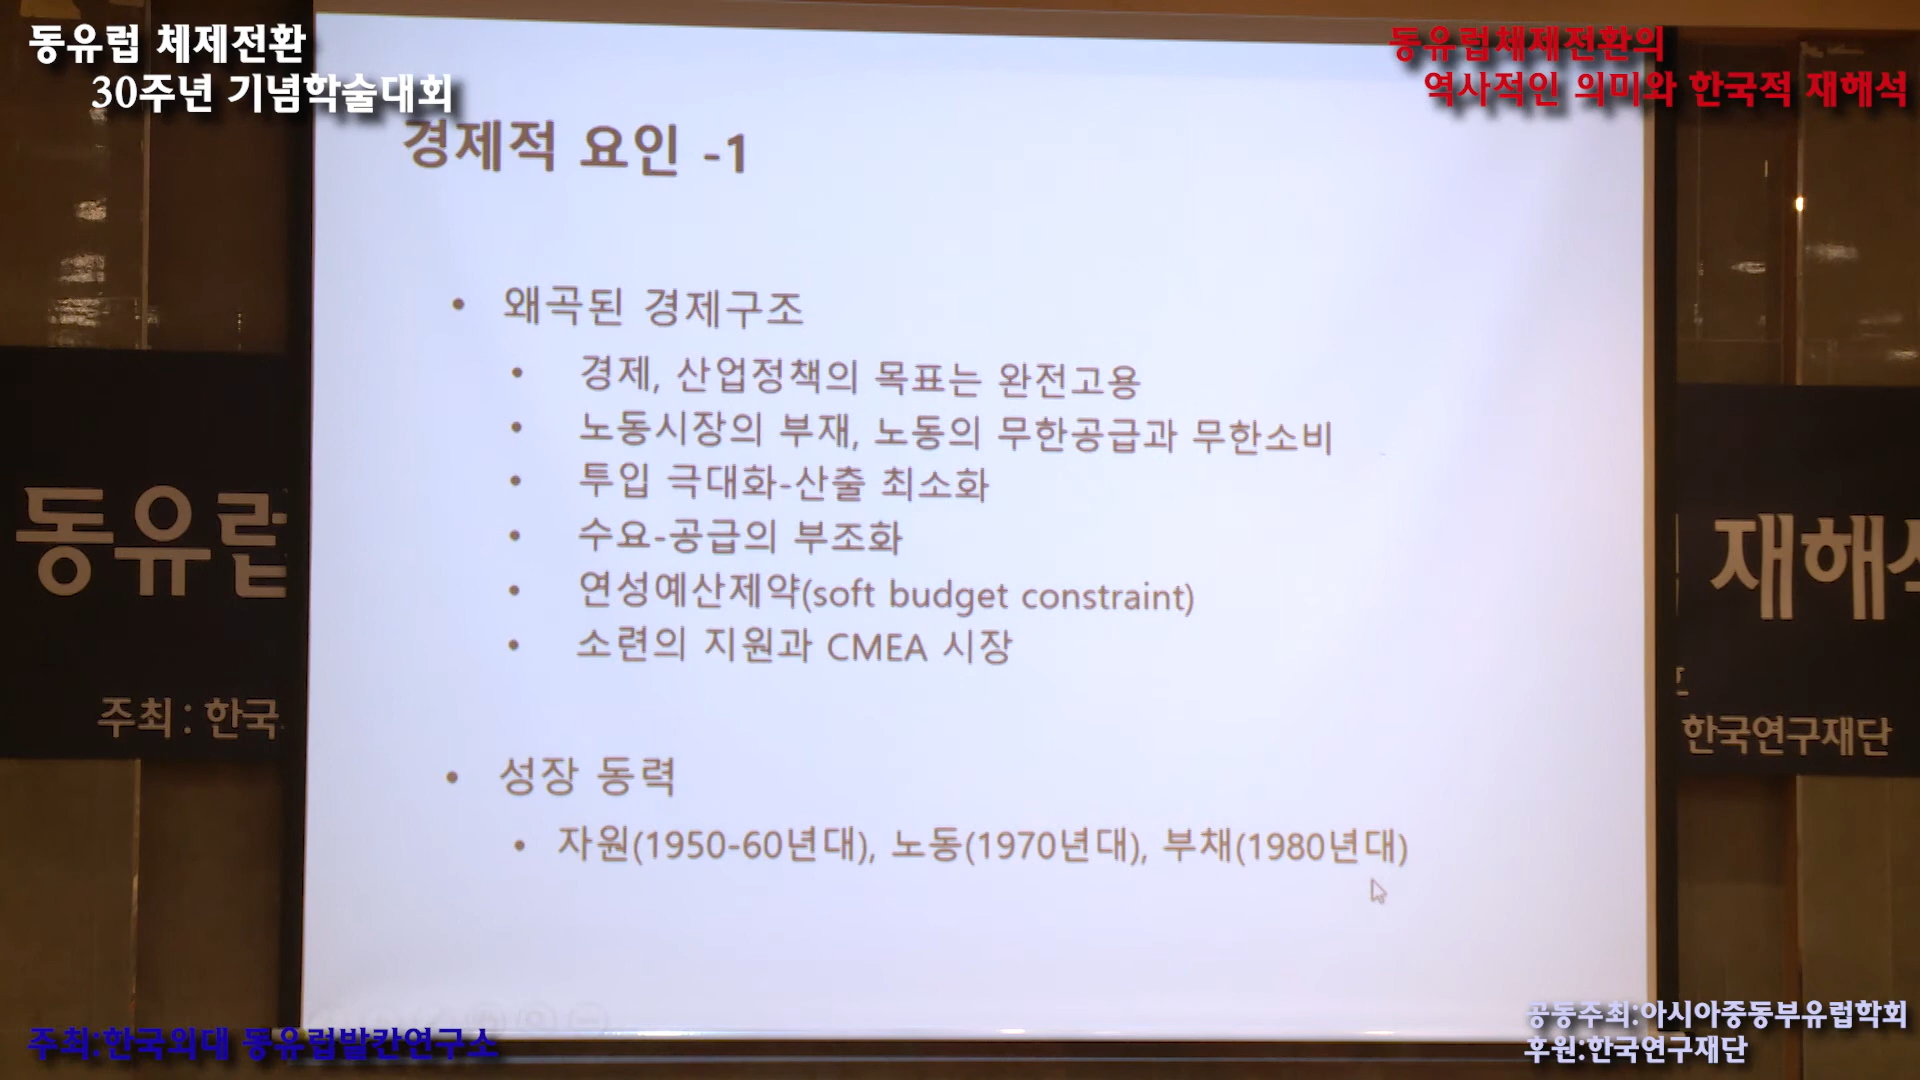 동유럽 체제전환
30주년 기념학술대회
동유럽체제전환의
역사적인 의미와 한국적 재해석
경제적 요인 -1
• 왜곡된 경제구조
• 경제, 산업정책의 목표는 완전고용
• 노동시장의 부재, 노동의 무한공급과 무한소비
• 투입 극대화-산출 최소화
• 수요-공급의 부조화
• 연성예산제약(soft budget constraint)
• 소련의 지원과 CMEA 시장
• 성장 동력
• 자원(1950-60년대), 노동(1970년대), 부채(1980년대)
동유럽
재해석
주최 : 한국
한국연구재단
주최:한국외대 동유럽발칸연구소
공동주최:아시아중동부유럽학회
후원:한국연구재단